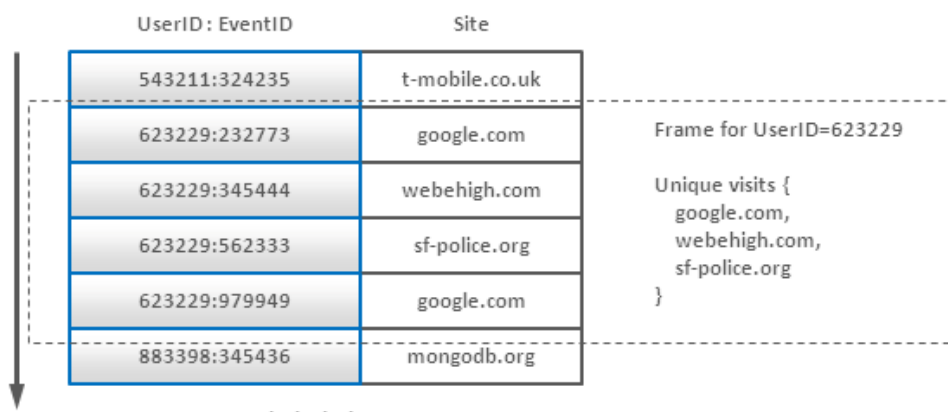 UserID: EventID Site
543211:324235 t-mobile.co.uk
623229:232773 google.com
623229:345444 webehigh.com
623229:562333 sf-police.org
623229:979949 google.com
883398:345436 mongodb.org
Frame for UserID=623229
Unique visits {
google.com,
webehigh.com,
sf-police.org
}